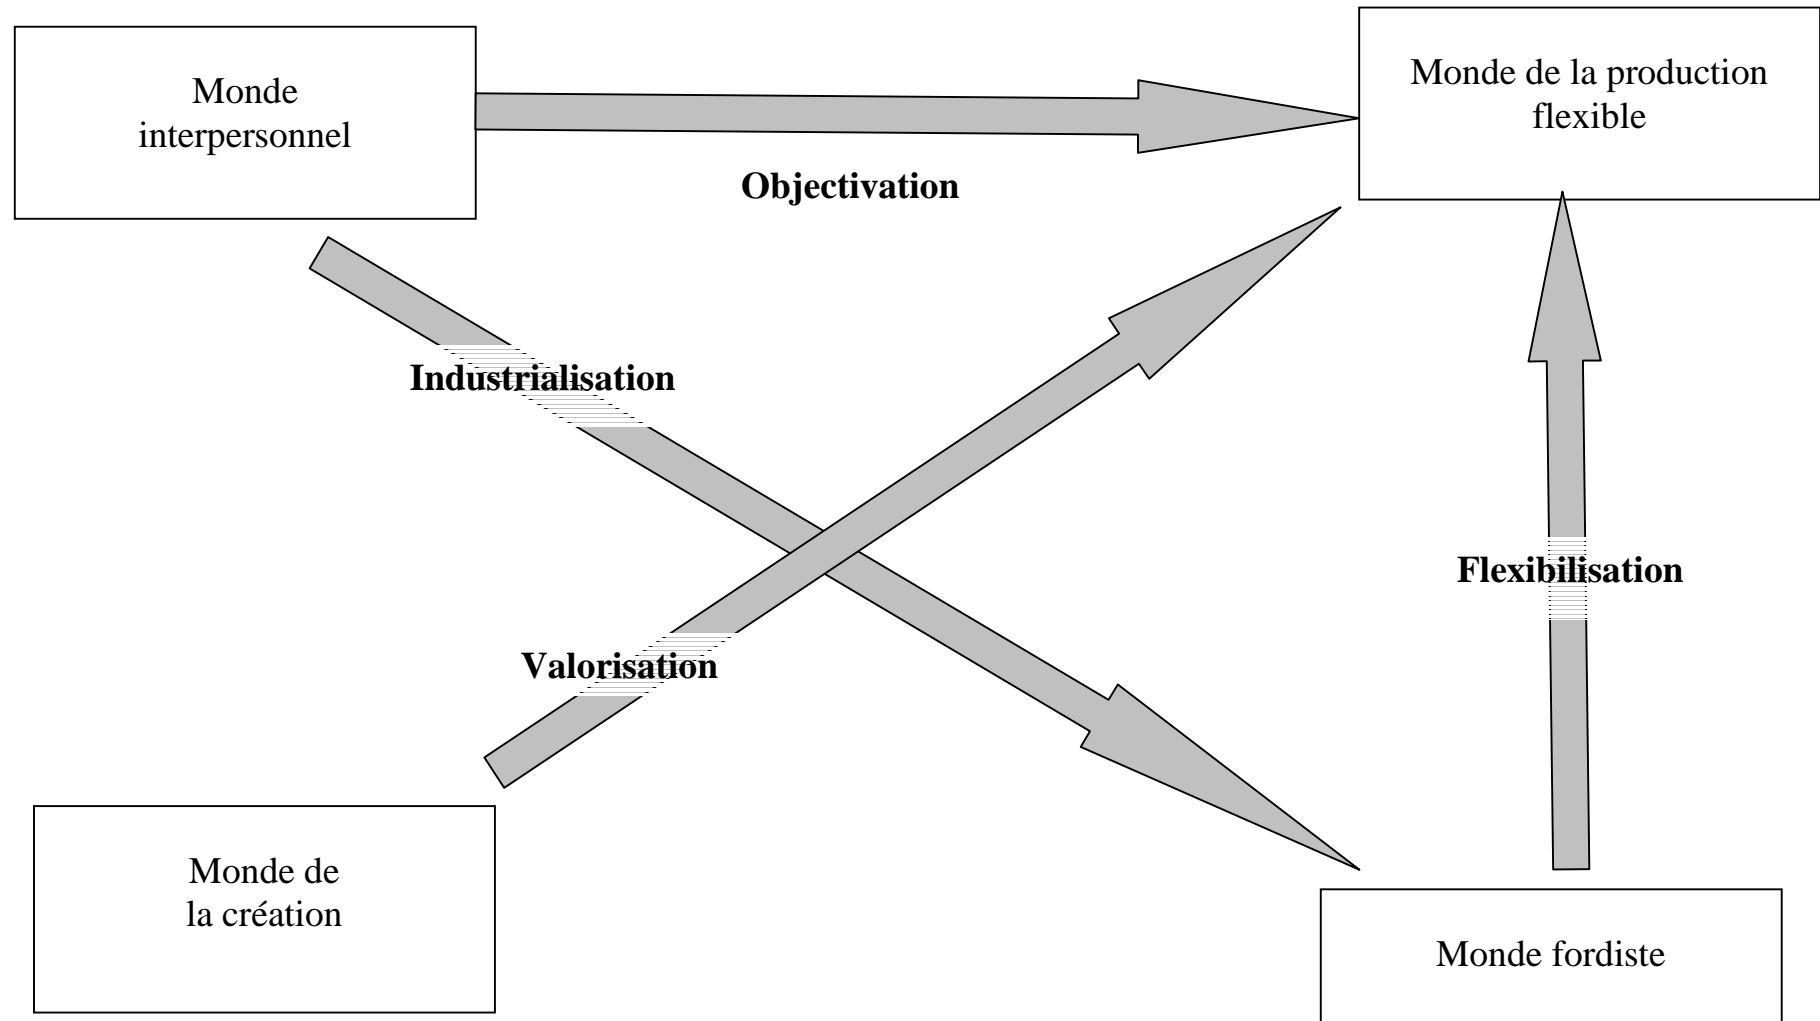 Monde
interpersonnel
Monde de la production
flexible
Objectivation
Industrialisation
Flexibilisation
Valorisation
Monde de
la création
Monde fordiste